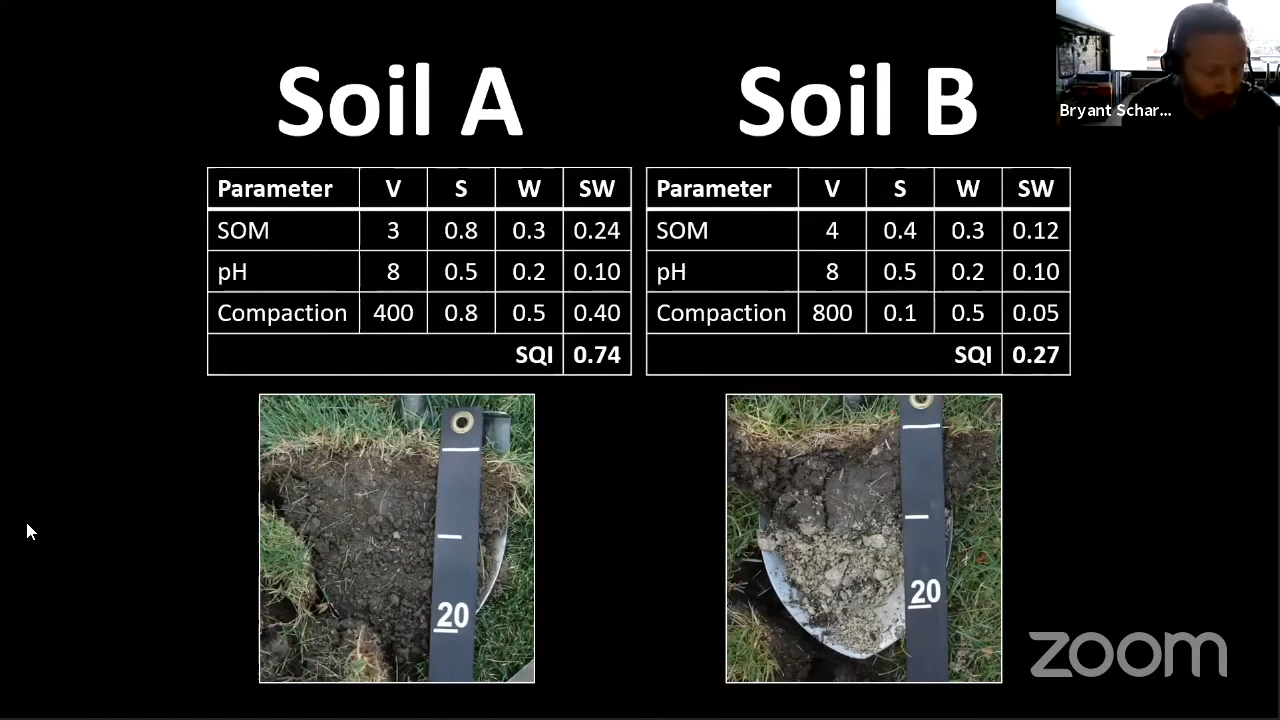 Soil A
Soil B
Bryant Schar...
Parameter V S W SW
SOM 3 0.8 0.3 0.24
pH 8 0.5 0.2 0.10
Compaction 400 0.8 0.5 0.40
SQI 0.74
Parameter V S W SW
SOM 4 0.4 0.3 0.12
pH 8 0.5 0.2 0.10
Compaction 800 0.1 0.5 0.05
SQI 0.27
20
20
zoom